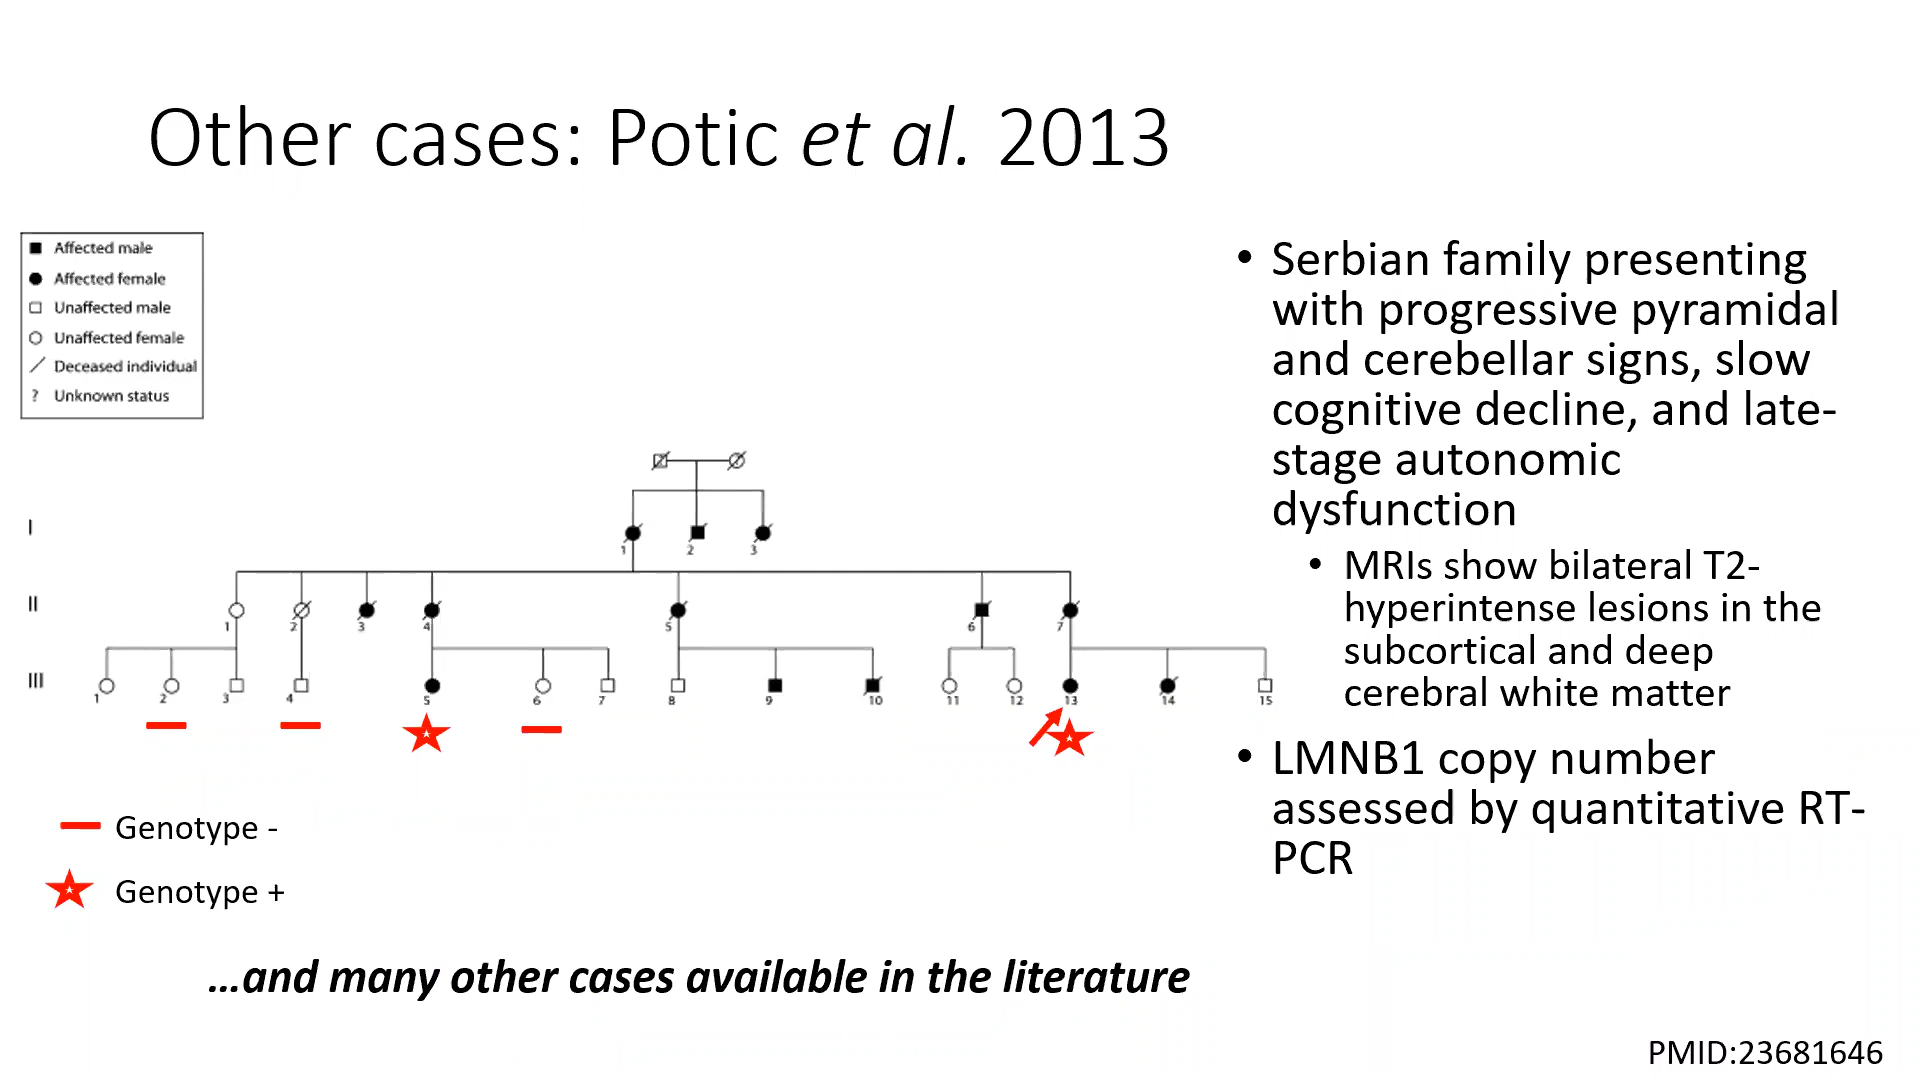 Other cases: Potic et al. 2013
Affected male
Affected female
Unaffected male
Unaffected female
Deceased individual
? Unknown status
I
1 2 3
II
1 2 3 4 5 6 7
III
1 2 3 4 5 6 7 8 9 10 11 12 13 14 15
Genotype -
Genotype +
…and many other cases available in the literature
• Serbian family presenting
with progressive pyramidal
and cerebellar signs, slow
cognitive decline, and late-
stage autonomic
dysfunction
• MRIs show bilateral T2-
hyperintense lesions in the
subcortical and deep
cerebral white matter
• LMNB1 copy number
assessed by quantitative RT-
PCR
PMID:23681646